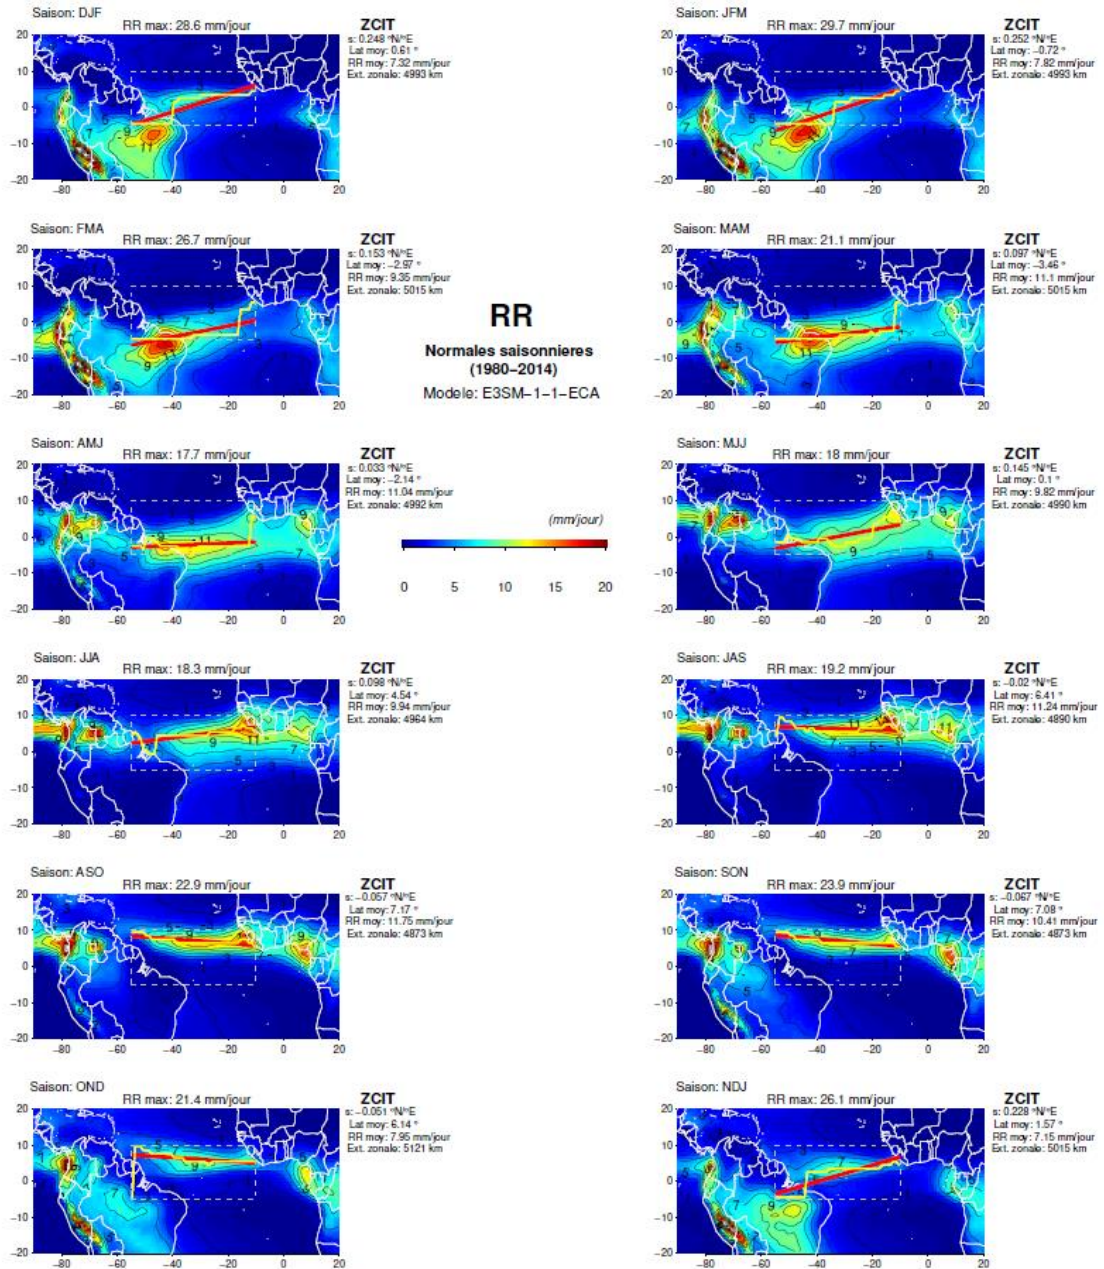 Saison: DJF
RR max: 28.6 mm/jour
ZCIT
s: 0.248 °N/°E
Lat moy: 0.61 °
RR moy: 7.32 mm/jour
Ext. zonale: 4993 km
Saison: JFM
RR max: 29.7 mm/jour
ZCIT
s: 0.252 °N/°E
Lat moy: −0.72 °
RR moy: 7.82 mm/jour
Ext. zonale: 4993 km
Saison: FMA
RR max: 26.7 mm/jour
ZCIT
s: 0.153 °N/°E
Lat moy: −2.97 °
RR moy: 9.35 mm/jour
Ext. zonale: 5015 km
RR
Normales saisonnieres
(1980−2014)
Modele: E3SM−1−1−ECA
Saison: MAM
RR max: 21.1 mm/jour
ZCIT
s: 0.097 °N/°E
Lat moy: −3.46 °
RR moy: 11.1 mm/jour
Ext. zonale: 5015 km
Saison: AMJ
RR max: 17.7 mm/jour
ZCIT
s: 0.033 °N/°E
Lat moy: −2.14 °
RR moy: 11.04 mm/jour
Ext. zonale: 4992 km
(mm/jour)
0 5 10 15 20
Saison: MJJ
RR max: 18 mm/jour
ZCIT
s: 0.145 °N/°E
Lat moy: 0.1 °
RR moy: 9.82 mm/jour
Ext. zonale: 4990 km
Saison: JJA
RR max: 18.3 mm/jour
ZCIT
s: 0.098 °N/°E
Lat moy: 4.54 °
RR moy: 9.94 mm/jour
Ext. zonale: 4964 km
Saison: JAS
RR max: 19.2 mm/jour
ZCIT
s: −0.02 °N/°E
Lat moy: 6.41 °
RR moy: 11.24 mm/jour
Ext. zonale: 4890 km
Saison: ASO
RR max: 22.9 mm/jour
ZCIT
s: −0.057 °N/°E
Lat moy: 7.17 °
RR moy: 11.75 mm/jour
Ext. zonale: 4873 km
Saison: SON
RR max: 23.9 mm/jour
ZCIT
s: −0.067 °N/°E
Lat moy: 7.08 °
RR moy: 10.41 mm/jour
Ext. zonale: 4873 km
Saison: OND
RR max: 21.4 mm/jour
ZCIT
s: −0.051 °N/°E
Lat moy: 6.14 °
RR moy: 7.95 mm/jour
Ext. zonale: 5121 km
Saison: NDJ
RR max: 26.1 mm/jour
ZCIT
s: 0.228 °N/°E
Lat moy: 1.57 °
RR moy: 7.15 mm/jour
Ext. zonale: 5015 km
20
10
0
−10
−20
−80 −60 −40 −20 0 20